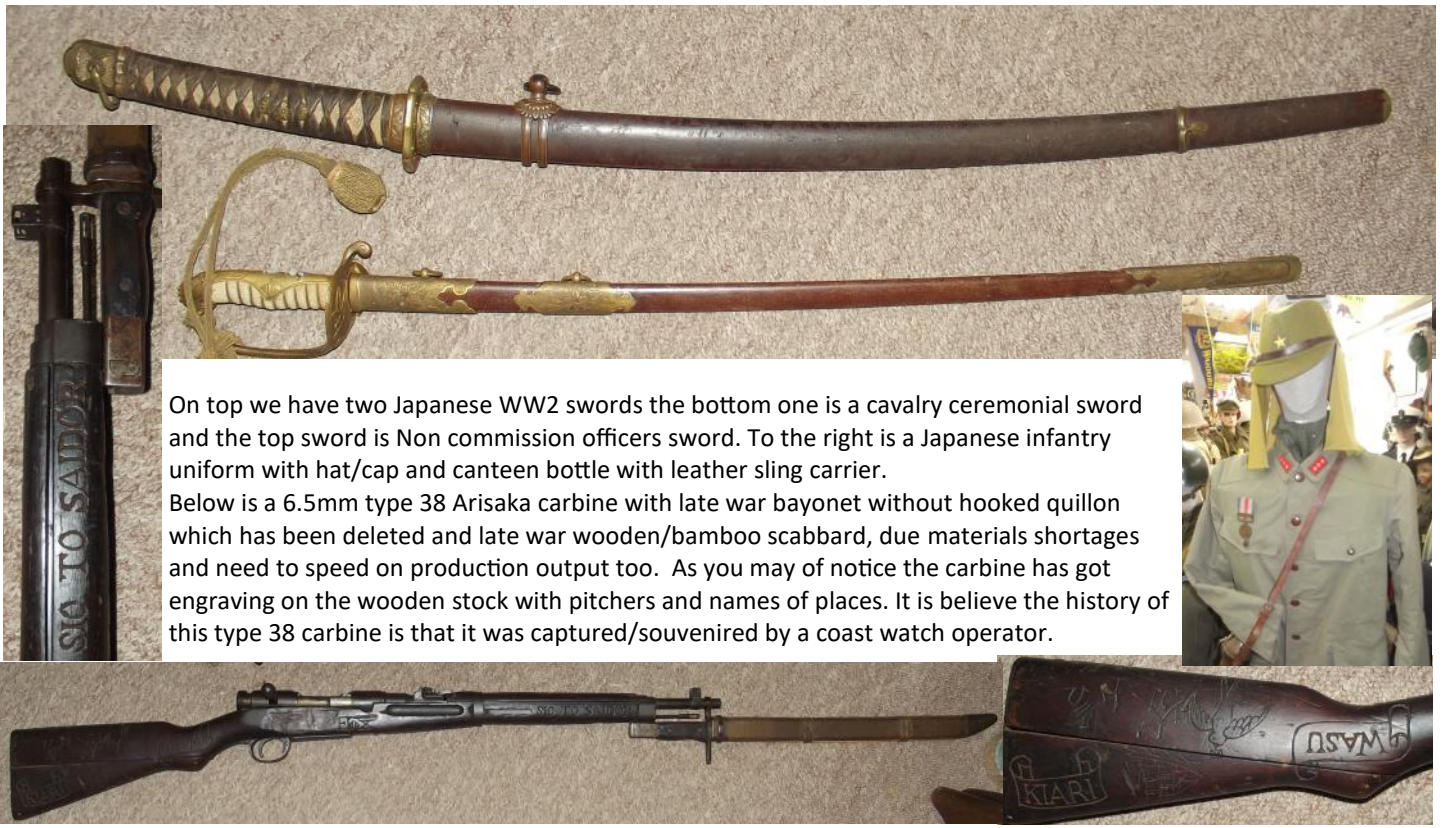 On top we have two Japanese WW2 swords the bottom one is a cavalry ceremonial sword
and the top sword is Non commission officers sword. To the right is a Japanese infantry
uniform with hat/cap and canteen bottle with leather sling carrier.
Below is a 6.5mm type 38 Arisaka carbine with late war bayonet without hooked quillon
which has been deleted and late war wooden/bamboo scabbard, due materials shortages
and need to speed on production output too.  As you may of notice the carbine has got
engraving on the wooden stock with pitchers and names of places. It is believe the history of
this type 38 carbine is that it was captured/souvenired by a coast watch operator.
SIO TO SAIDOR
SIO TO SAIDOR
KIARI
WASU
KIARI